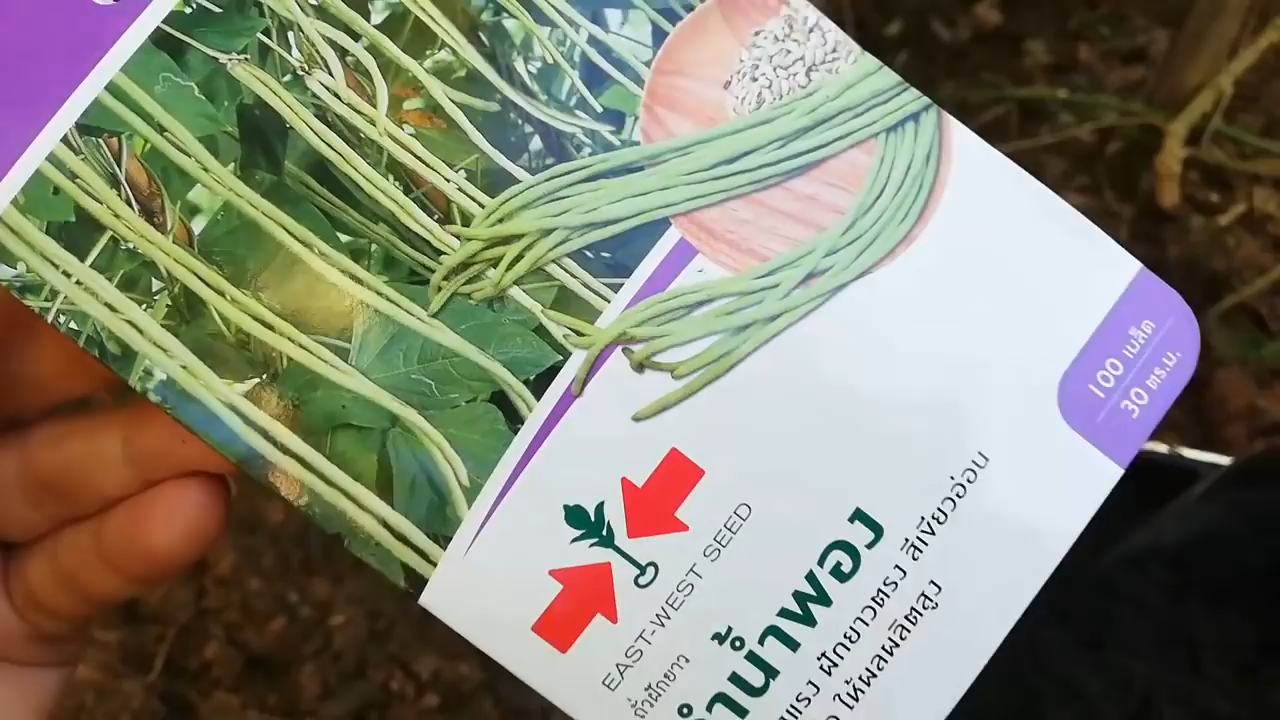 100 เมล็ด
30 ตร.ม.
EAST-WEST SEED
ถั่วฝักยาว
ลำน้ำพอง
ฝักยาวตรง สีเขียวอ่อน
ให้ผลผลิตสูง